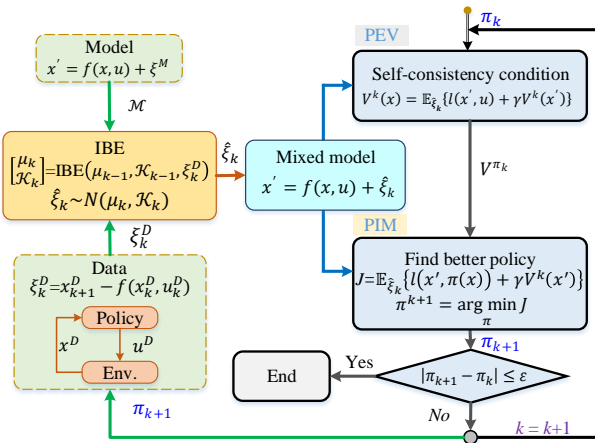 Model
x′ = f(x, u) + ξ^M
ℳ
IBE
[μ_k 𝒦_k]=IBE(μ_{k−1}, 𝒦_{k−1}, ξ_k^D)
ξ̂_k~N(μ_k, 𝒦_k)
ξ_k^D
Data
ξ_k^D=x_{k+1}^D − f(x_k^D, u_k^D)
Policy
x^D
u^D
Env.
π_{k+1}
ξ̂_k
Mixed model
x′ = f(x, u) + ξ̂_k
π_k
PEV
Self-consistency condition
V^k(x) = 𝔼_{ξ̂_k}{l(x′, u) + γV^k(x′)}
V^{π_k}
PIM
Find better policy
J=𝔼_{ξ̂_k}{l(x′, π(x)) + γV^k(x′)}
π^{k+1} = arg min J
π
π_{k+1}
|π_{k+1} − π_k| ≤ ε
Yes
End
No
k = k+1